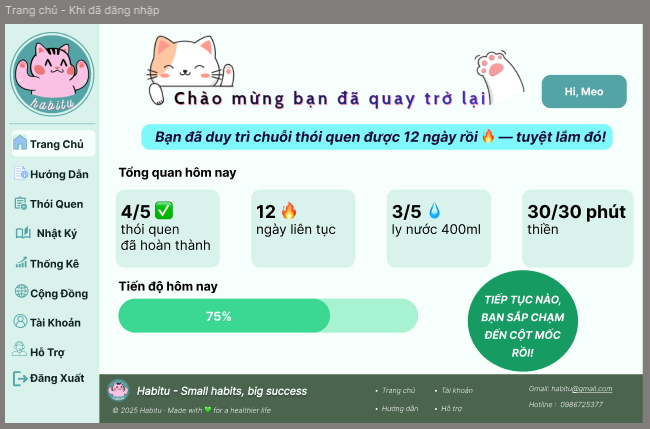 Trang chủ - Khi đã đăng nhập
habitu
Chào mừng bạn đã quay trở lại
Hi, Meo
Bạn đã duy trì chuỗi thói quen được 12 ngày rồi 🔥 — tuyệt lắm đó!
Trang Chủ
Hướng Dẫn
Thói Quen
Nhật Ký
Thống Kê
Cộng Đồng
Tài Khoản
Hỗ Trợ
Đăng Xuất
Tổng quan hôm nay
4/5 ✅
thói quen
đã hoàn thành
12 🔥
ngày liên tục
3/5 💧
ly nước 400ml
30/30 phút
thiền
Tiến độ hôm nay
75%
TIẾP TỤC NÀO,
BẠN SẮP CHẠM
ĐẾN CỘT MỐC
RỒI!
habitu
Habitu - Small habits, big success
© 2025 Habitu · Made with 💚 for a healthier life
• Trang chủ
• Hướng dẫn
• Tài khoản
• Hỗ trợ
Gmail: habitu@gmail.com
Hotline : 0986725377